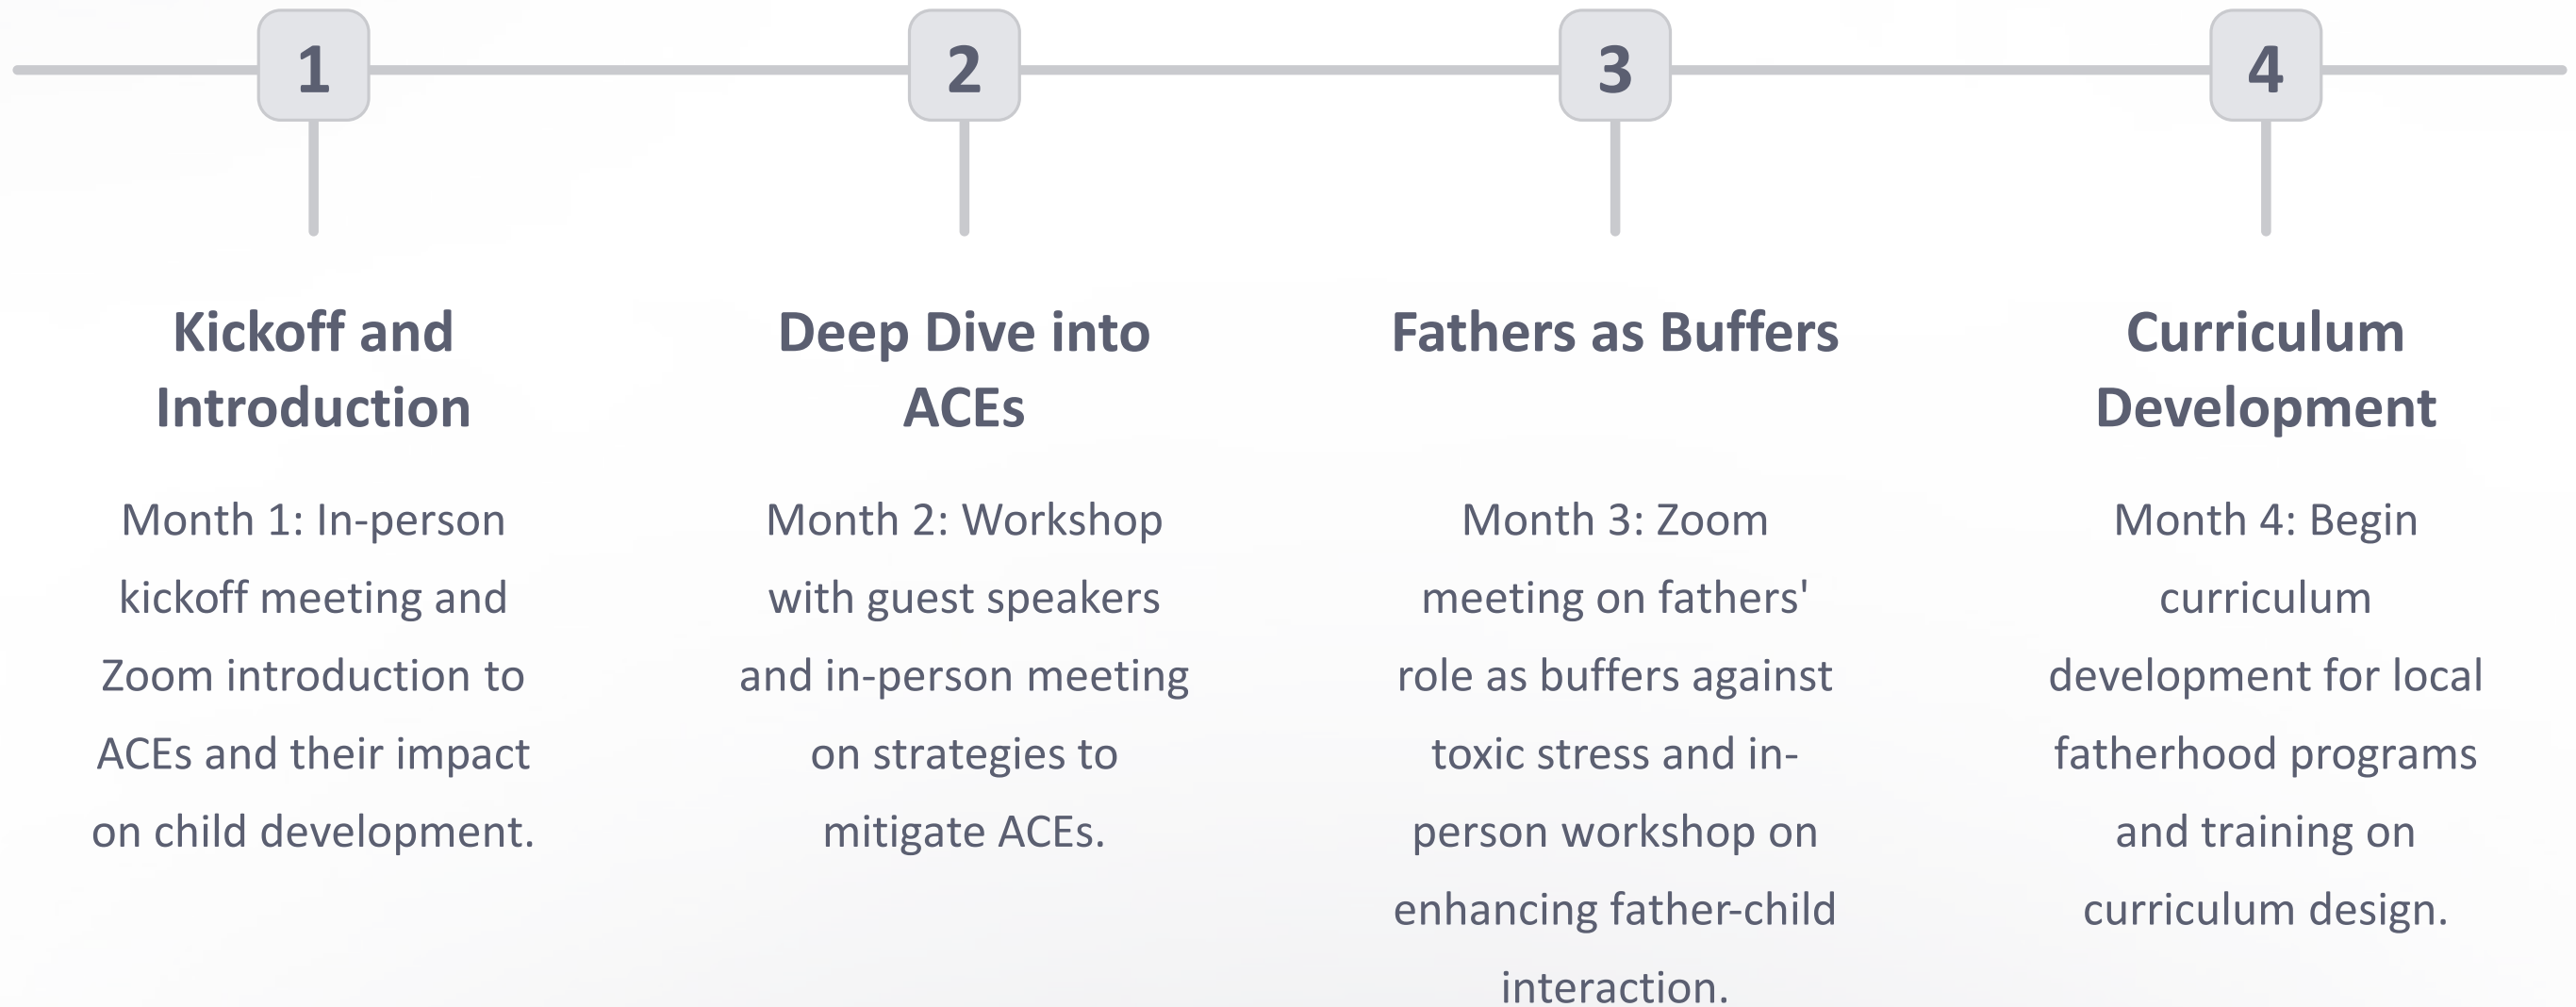 1
2
3
4
Kickoff and
Introduction
Month 1: In-person
kickoff meeting and
Zoom introduction to
ACEs and their impact
on child development.
Deep Dive into
ACEs
Month 2: Workshop
with guest speakers
and in-person meeting
on strategies to
mitigate ACEs.
Fathers as Buffers
Month 3: Zoom
meeting on fathers'
role as buffers against
toxic stress and in-
person workshop on
enhancing father-child
interaction.
Curriculum
Development
Month 4: Begin
curriculum
development for local
fatherhood programs
and training on
curriculum design.